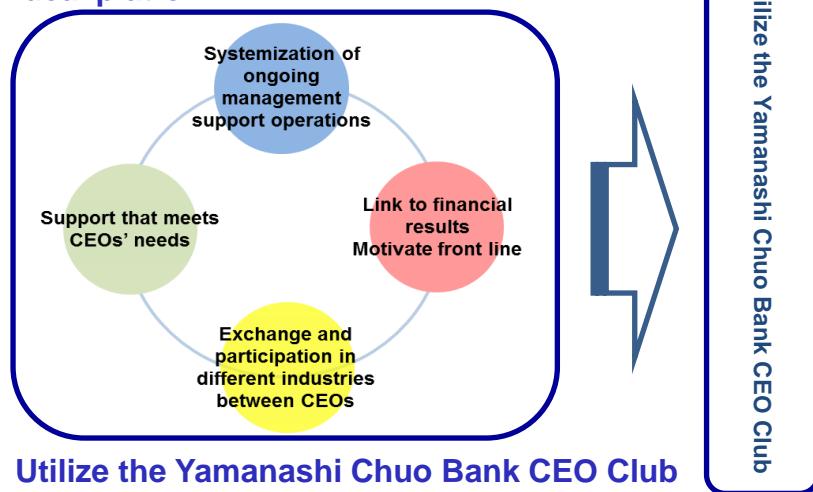 Systemization of
ongoing
management
support operations
Support that meets
CEOs’ needs
Link to financial
results
Motivate front line
Exchange and
participation in
different industries
between CEOs
Utilize the Yamanashi Chuo Bank CEO Club
ilize the Yamanashi Chuo Bank CEO Club